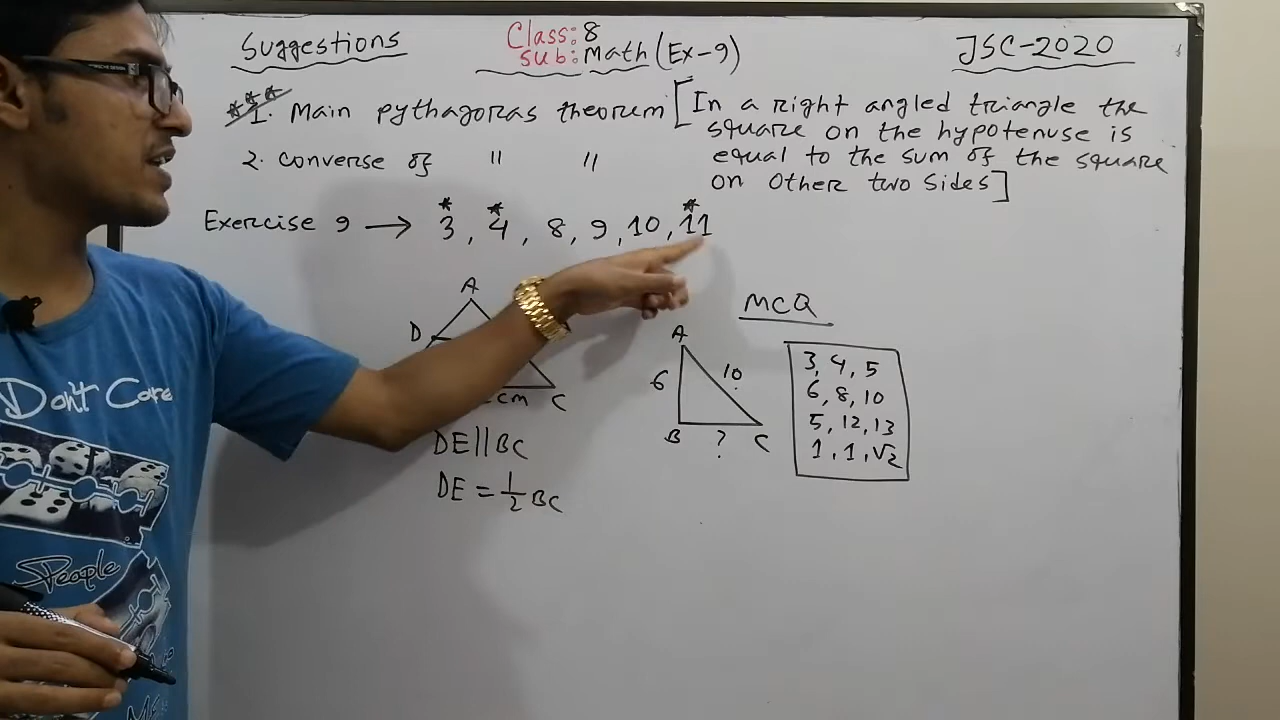 Suggestions
Class: 8
Sub: Math (Ex-9)
JSC-2020
*** 1. Main pythagoras theorem [In a right angled triangle the
square on the hypotenuse is
equal to the sum of the square
on other two sides]
2. converse of " "
Exercise 9 → 3, 4, 8, 9, 10, 11
* * *
A
D
cm C
DE||BC
DE = 1/2 BC
MCQ
A
6 10
B ? C
3, 4, 5
6, 8, 10
5, 12, 13
1, 1, √2
Don't Care
People